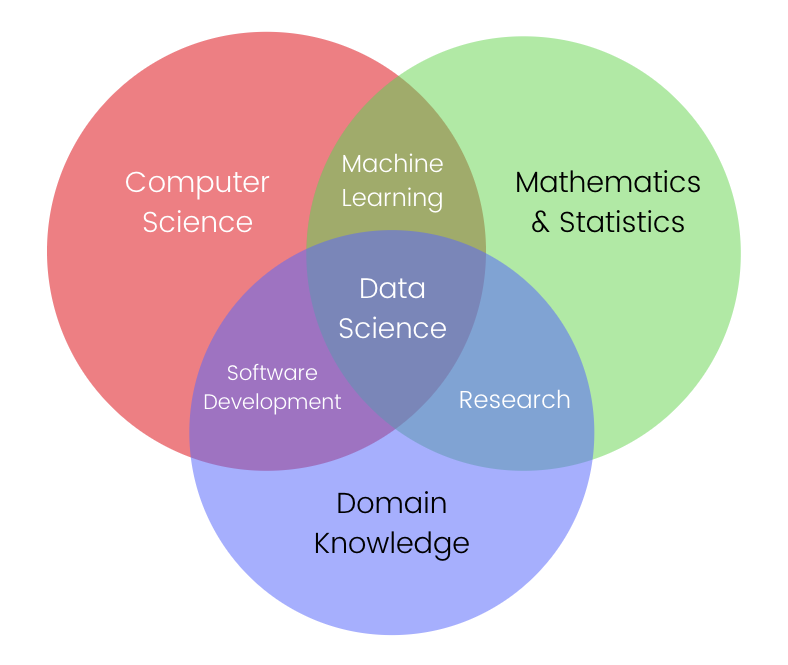 Computer
Science
Machine
Learning
Mathematics
& Statistics
Data
Science
Software
Development
Research
Domain
Knowledge